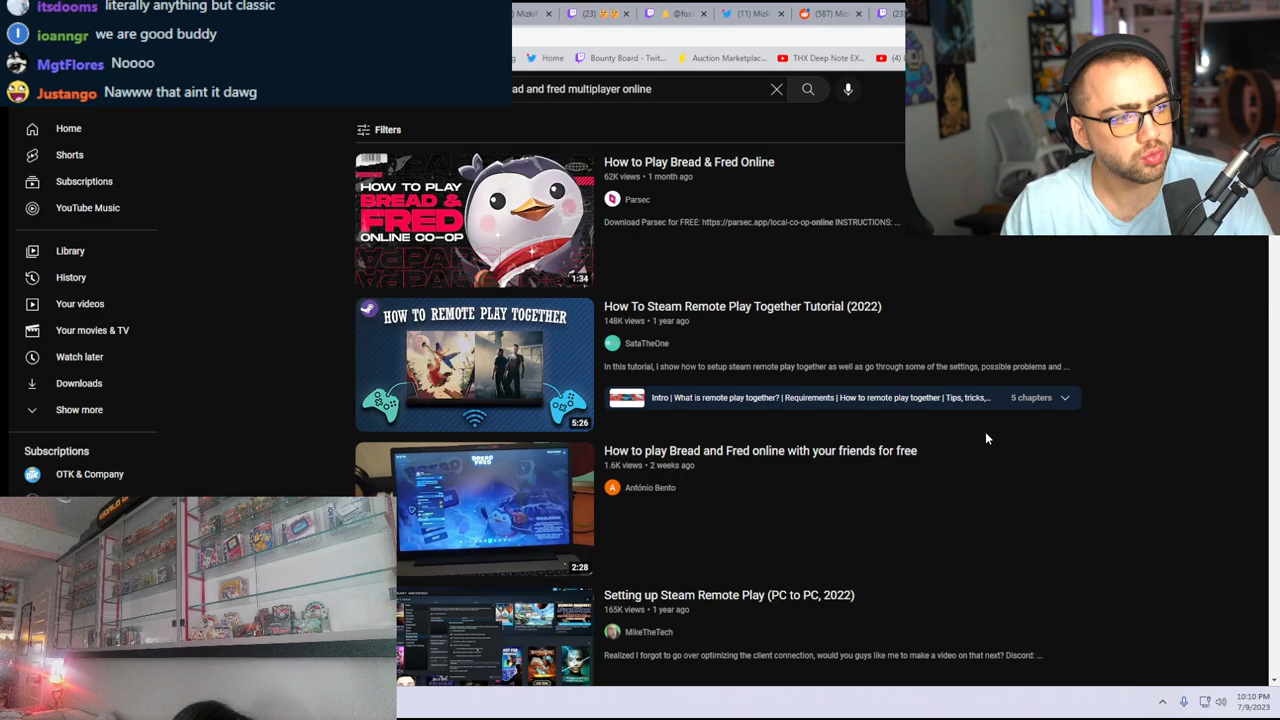 itsdooms literally anything but classic
ioanngr we are good buddy
MgtFlores Noooo
Justango Nawww that aint it dawg
(23)
@fos
(11) Mizki
(587) Mizk
(23)
Home
Bounty Board - Twit...
Auction Marketplac...
THX Deep Note EX...
ad and fred multiplayer online
Home
Shorts
Subscriptions
YouTube Music
Library
History
Your videos
Your movies & TV
Watch later
Downloads
Show more
Subscriptions
OTK & Company
Filters
HOW TO PLAY
BREAD &
FRED
ONLINE CO-OP
1:34
How to Play Bread & Fred Online
62K views • 1 month ago
Parsec
Download Parsec for FREE: https://parsec.app/local-co-op-online INSTRUCTIONS: ...
HOW TO REMOTE PLAY TOGETHER
5:26
How To Steam Remote Play Together Tutorial (2022)
148K views • 1 year ago
SataTheOne
In this tutorial, I show how to setup steam remote play together as well as go through some of the settings, possible problems and ...
Intro | What is remote play together? | Requirements | How to remote play together | Tips, tricks,...
5 chapters
BREAD
FRED
2:28
How to play Bread and Fred online with your friends for free
1.6K views • 2 weeks ago
António Bento
Setting up Steam Remote Play (PC to PC, 2022)
165K views • 1 year ago
MikeTheTech
Realized I forgot to go over optimizing the client connection, would you guys like me to make a video on that next? Discord: ...
10:10 PM
7/9/2023